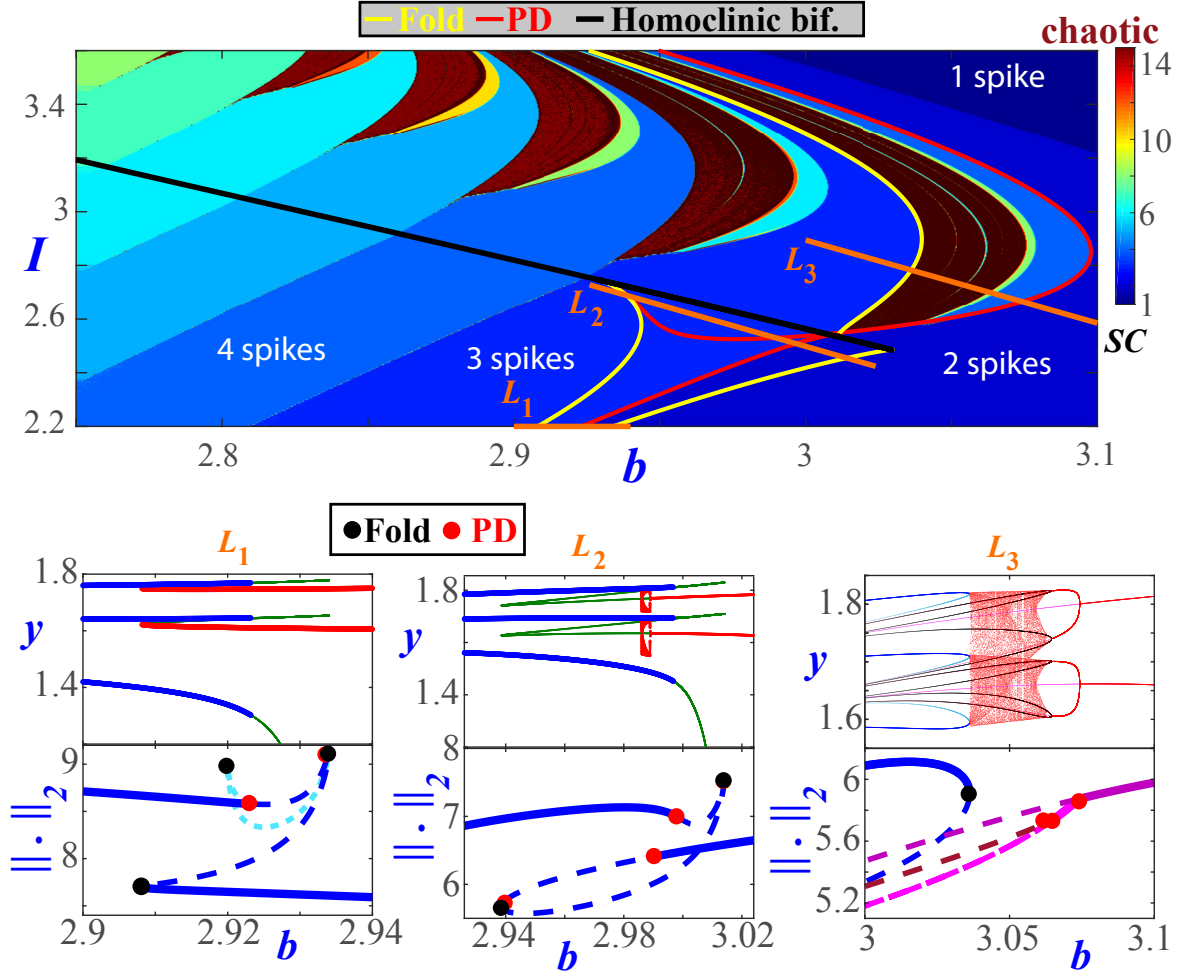 Fold PD Homoclinic bif.
chaotic
1 spike
14
10
6
1
3.4
3
2.6
2.2
I
L3
L2
L1
4 spikes
3 spikes
2 spikes
SC
2.8
2.9
3
3.1
b
Fold PD
L1
1.8
1.4
y
9
8
7
|| . ||2
2.9
2.92
2.94
b
L2
1.8
1.4
y
8
7
6
|| . ||2
2.94
2.98
3.02
b
L3
1.8
1.6
y
6
5.6
5.2
|| . ||2
3
3.05
3.1
b